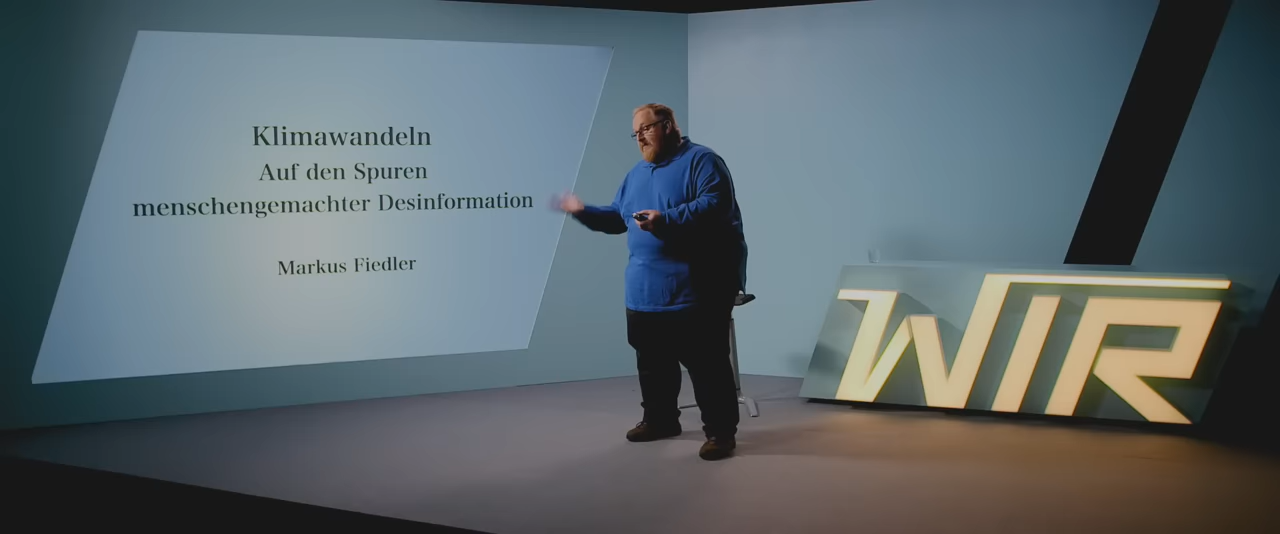 Klimawandeln
Auf den Spuren
menschengemachter Desinformation
Markus Fiedler
WIR